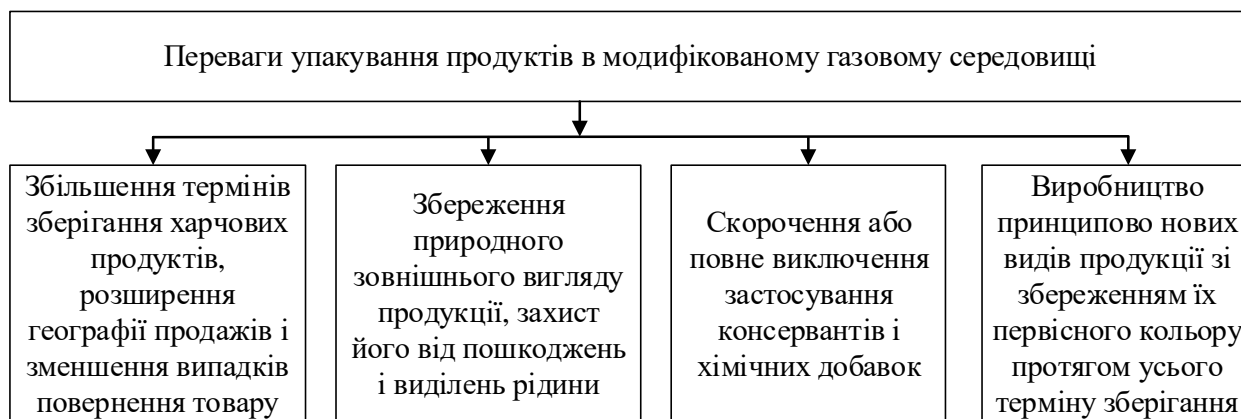 Переваги упакування продуктів в модифікованому газовому середовищі
Збільшення термінів
зберігання харчових
продуктів,
розширення
географії продажів і
зменшення випадків
повернення товару
Збереження
природного
зовнішнього вигляду
продукції, захист
його від пошкоджень
і виділень рідини
Скорочення або
повне виключення
застосування
консервантів і
хімічних добавок
Виробництво
принципово нових
видів продукції зі
збереженням їх
первісного кольору
протягом усього
терміну зберігання